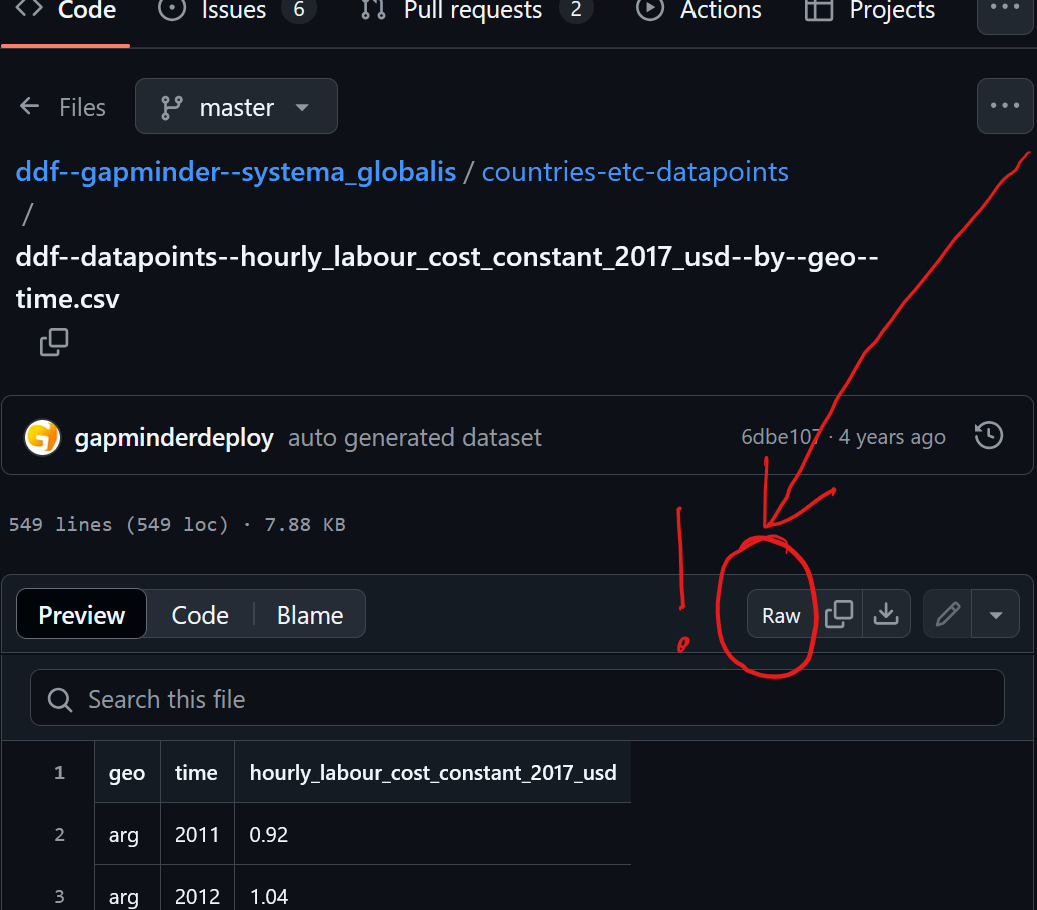 Code Issues 6 Pull requests 2 Actions Projects
Files master
ddf--gapminder--systema_globalis / countries-etc-datapoints
/
ddf--datapoints--hourly_labour_cost_constant_2017_usd--by--geo--
time.csv
gapminderdeploy auto generated dataset 6dbe107 · 4 years ago
549 lines (549 loc) · 7.88 KB
!
Preview Code Blame Raw
Search this file
1 geo time hourly_labour_cost_constant_2017_usd
2 arg 2011 0.92
3 arg 2012 1.04